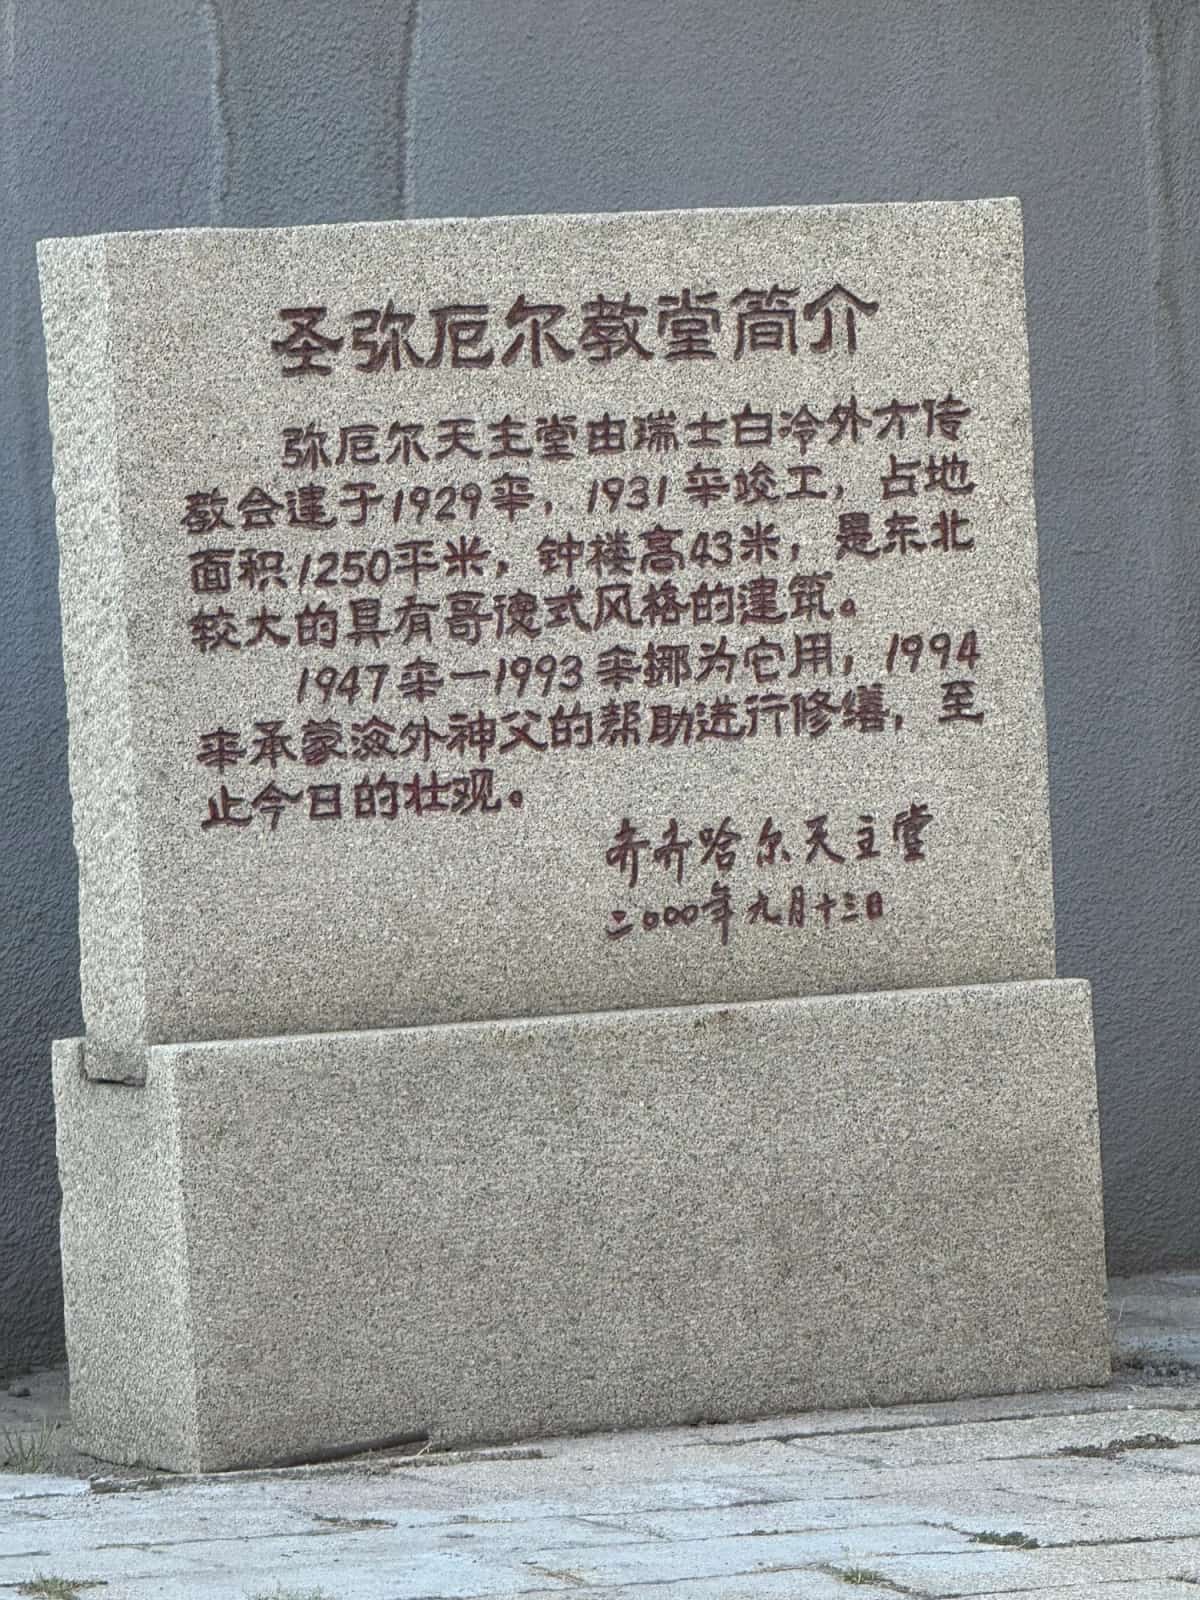 圣弥厄尔教堂简介
弥厄尔天主堂由瑞士白冷外方传
教会建于1929年，1931年竣工，占地
面积1250平米，钟楼高43米，是东北
较大的具有哥德式风格的建筑。
1947年—1993年挪为它用，1994
年承蒙海外神父的帮助进行修缮，至
止今日的壮观。
齐齐哈尔天主堂
二000年九月十三日